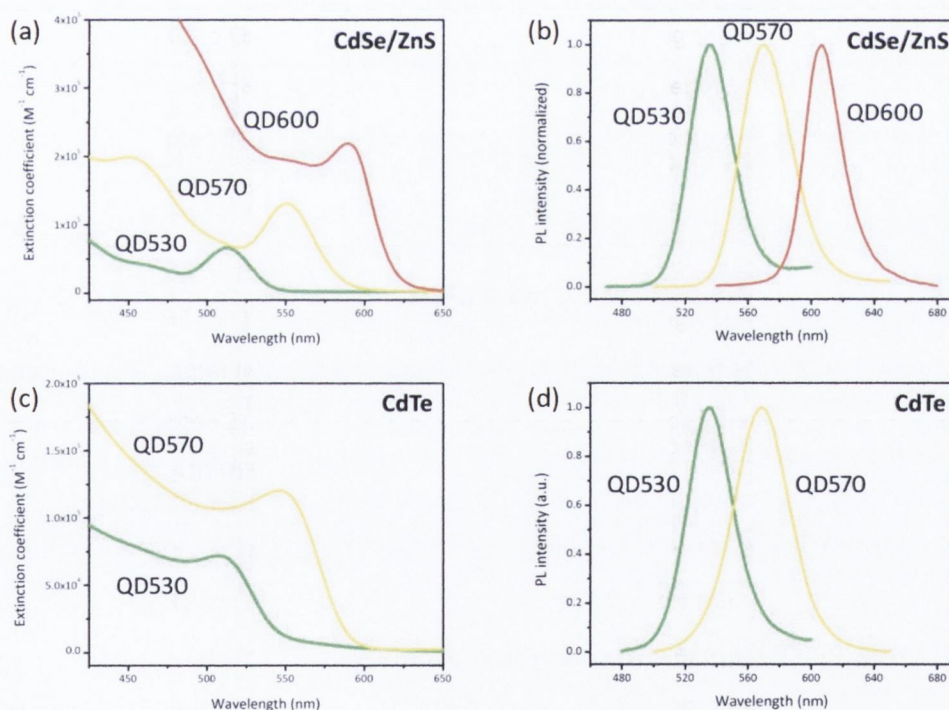 (a)
CdSe/ZnS
4x10⁵
3x10⁵
2x10⁵
1x10⁵
0
Extinction coefficient (M⁻¹ cm⁻¹)
QD600
QD570
QD530
450 500 550 600 650
Wavelength (nm)
(b)
CdSe/ZnS
1.0
0.8
0.6
0.4
0.2
0.0
PL intensity (normalized)
QD570
QD530
QD600
480 520 560 600 640 680
Wavelength (nm)
(c)
CdTe
2.0x10⁵
1.5x10⁵
1.0x10⁵
5.0x10⁴
0.0
Extinction coefficient (M⁻¹ cm⁻¹)
QD570
QD530
450 500 550 600 650
Wavelength (nm)
(d)
CdTe
1.0
0.8
0.6
0.4
0.2
0.0
PL intensity (a.u.)
QD530
QD570
480 520 560 600 640 680
Wavelength (nm)